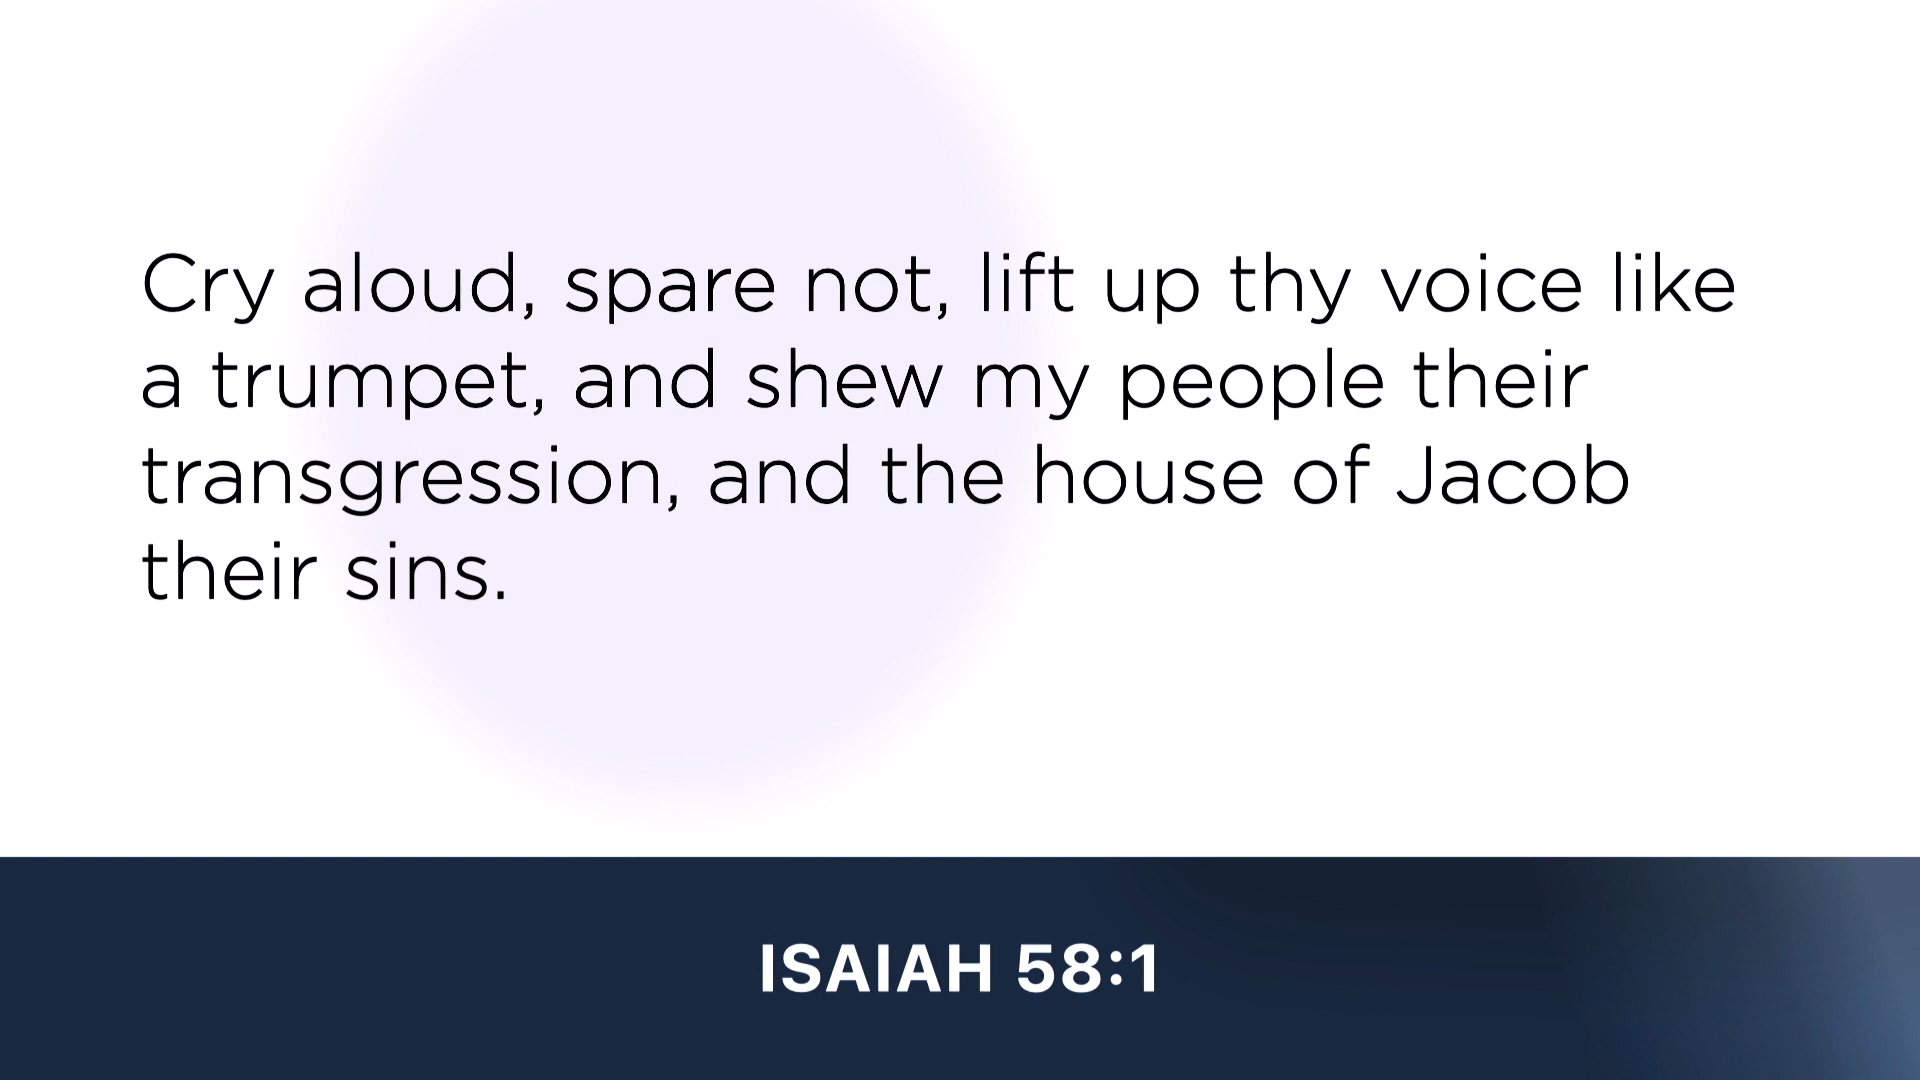 Cry aloud, spare not, lift up thy voice like
a trumpet, and shew my people their
transgression, and the house of Jacob
their sins.
ISAIAH 58:1